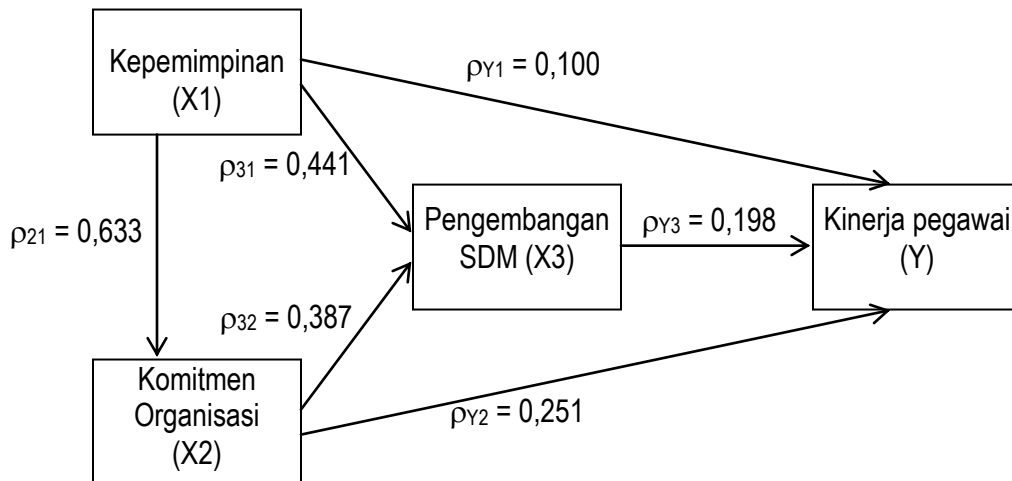 Kepemimpinan
(X1)
ρY1 = 0,100
ρ31 = 0,441
ρ21 = 0,633
Pengembangan
SDM (X3)
ρY3 = 0,198
Kinerja pegawai
(Y)
ρ32 = 0,387
Komitmen
Organisasi
(X2)
ρY2 = 0,251